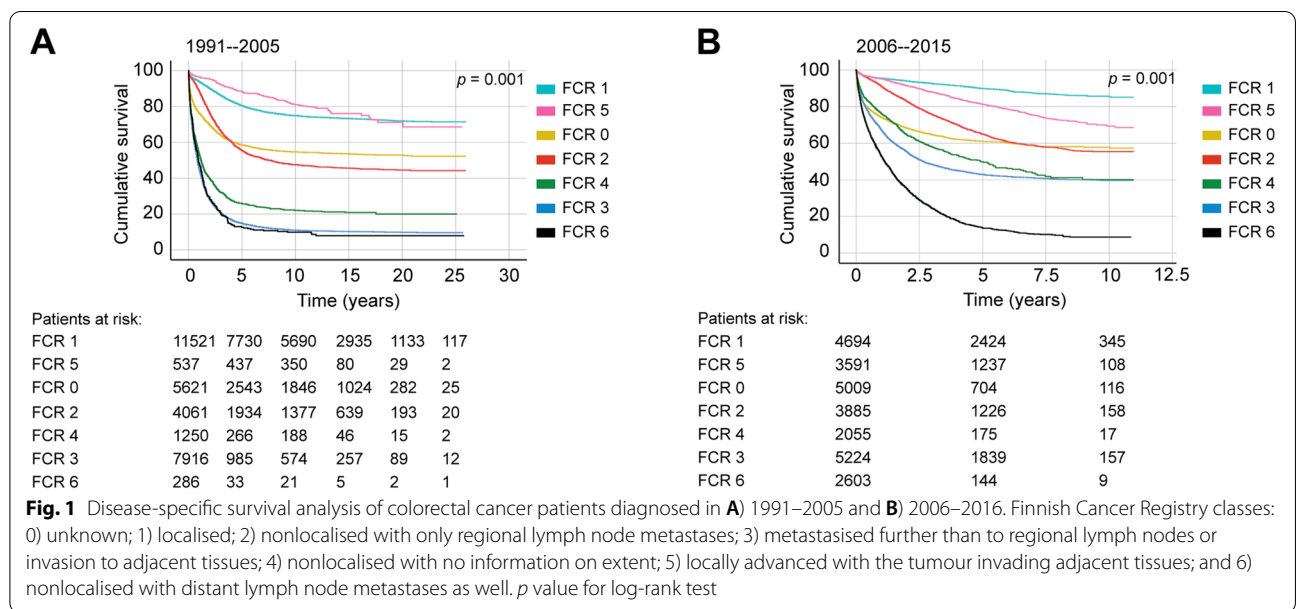 A
1991--2005
p = 0.001
Cumulative survival
100
80
60
40
20
0
0 5 10 15 20 25 30
Time (years)
FCR 1
FCR 5
FCR 0
FCR 2
FCR 4
FCR 3
FCR 6
Patients at risk:
FCR 1 11521 7730 5690 2935 1133 117
FCR 5 537 437 350 80 29 2
FCR 0 5621 2543 1846 1024 282 25
FCR 2 4061 1934 1377 639 193 20
FCR 4 1250 266 188 46 15 2
FCR 3 7916 985 574 257 89 12
FCR 6 286 33 21 5 2 1
B
2006--2015
p = 0.001
Cumulative survival
100
80
60
40
20
0
0 2.5 5 7.5 10 12.5
Time (years)
FCR 1
FCR 5
FCR 0
FCR 2
FCR 4
FCR 3
FCR 6
Patients at risk:
FCR 1 4694 2424 345
FCR 5 3591 1237 108
FCR 0 5009 704 116
FCR 2 3885 1226 158
FCR 4 2055 175 17
FCR 3 5224 1839 157
FCR 6 2603 144 9
Fig. 1 Disease-specific survival analysis of colorectal cancer patients diagnosed in A) 1991–2005 and B) 2006–2016. Finnish Cancer Registry classes:
0) unknown; 1) localised; 2) nonlocalised with only regional lymph node metastases; 3) metastasised further than to regional lymph nodes or
invasion to adjacent tissues; 4) nonlocalised with no information on extent; 5) locally advanced with the tumour invading adjacent tissues; and 6)
nonlocalised with distant lymph node metastases as well. p value for log-rank test